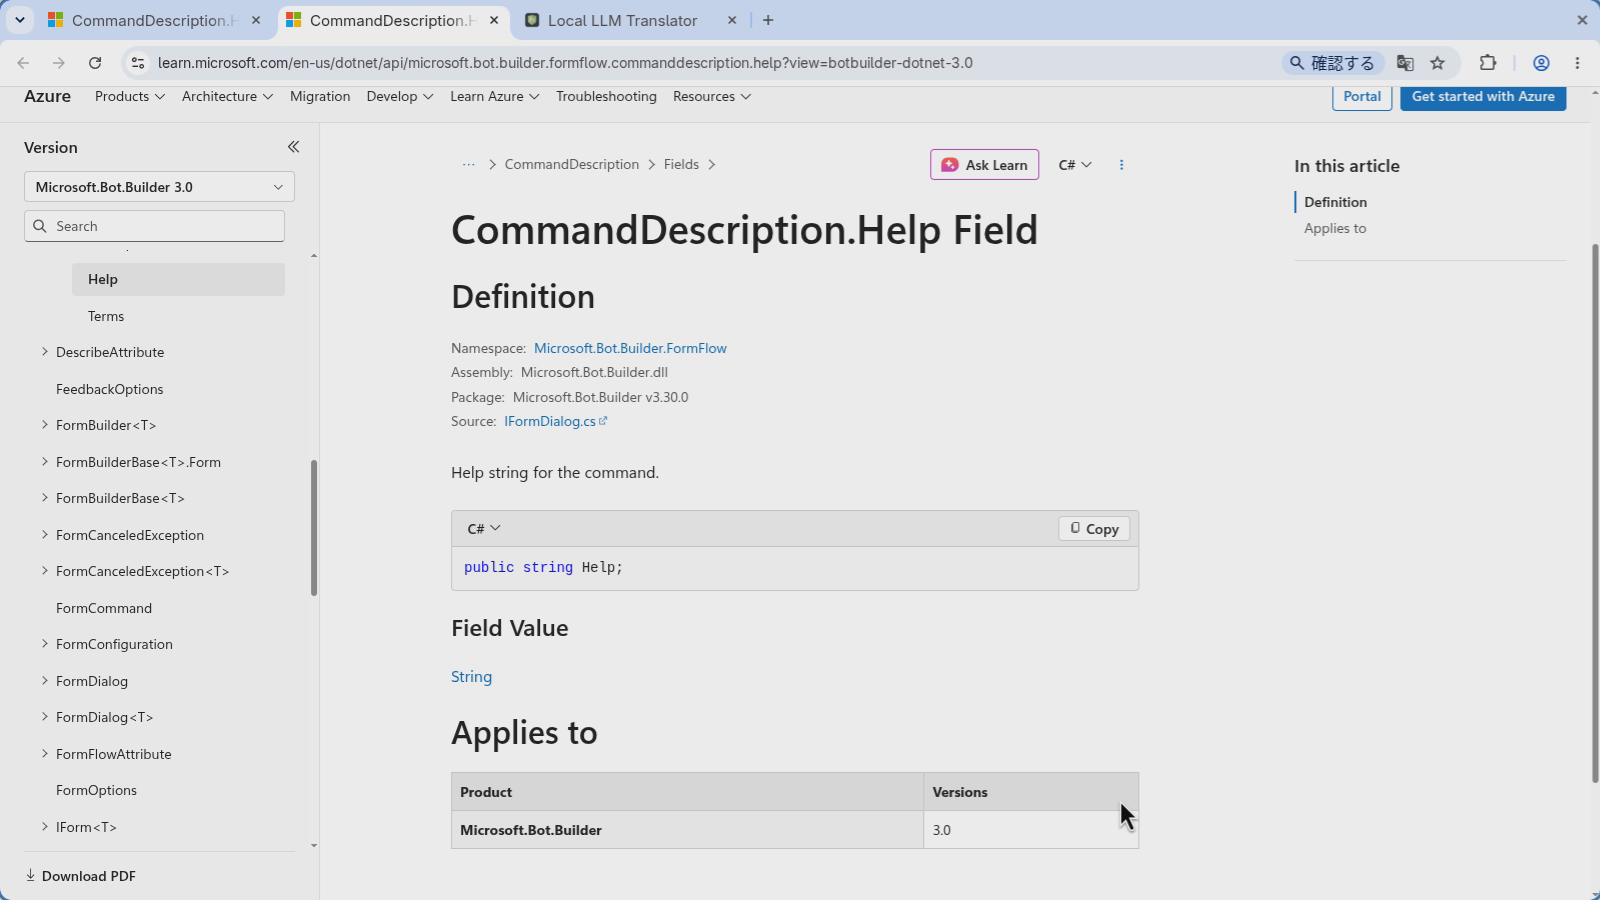 CommandDescription.H
CommandDescription.H
Local LLM Translator
learn.microsoft.com/en-us/dotnet/api/microsoft.bot.builder.formflow.commanddescription.help?view=botbuilder-dotnet-3.0
確認する
Azure
Products
Architecture
Migration
Develop
Learn Azure
Troubleshooting
Resources
Portal
Get started with Azure
Version
Microsoft.Bot.Builder 3.0
Search
Help
Terms
DescribeAttribute
FeedbackOptions
FormBuilder<T>
FormBuilderBase<T>.Form
FormBuilderBase<T>
FormCanceledException
FormCanceledException<T>
FormCommand
FormConfiguration
FormDialog
FormDialog<T>
FormFlowAttribute
FormOptions
IForm<T>
Download PDF
CommandDescription
Fields
Ask Learn
C#
CommandDescription.Help Field
Definition
Namespace: Microsoft.Bot.Builder.FormFlow
Assembly: Microsoft.Bot.Builder.dll
Package: Microsoft.Bot.Builder v3.30.0
Source: IFormDialog.cs
Help string for the command.
C#
Copy
public string Help;
Field Value
String
Applies to
Product Versions
Microsoft.Bot.Builder 3.0
In this article
Definition
Applies to